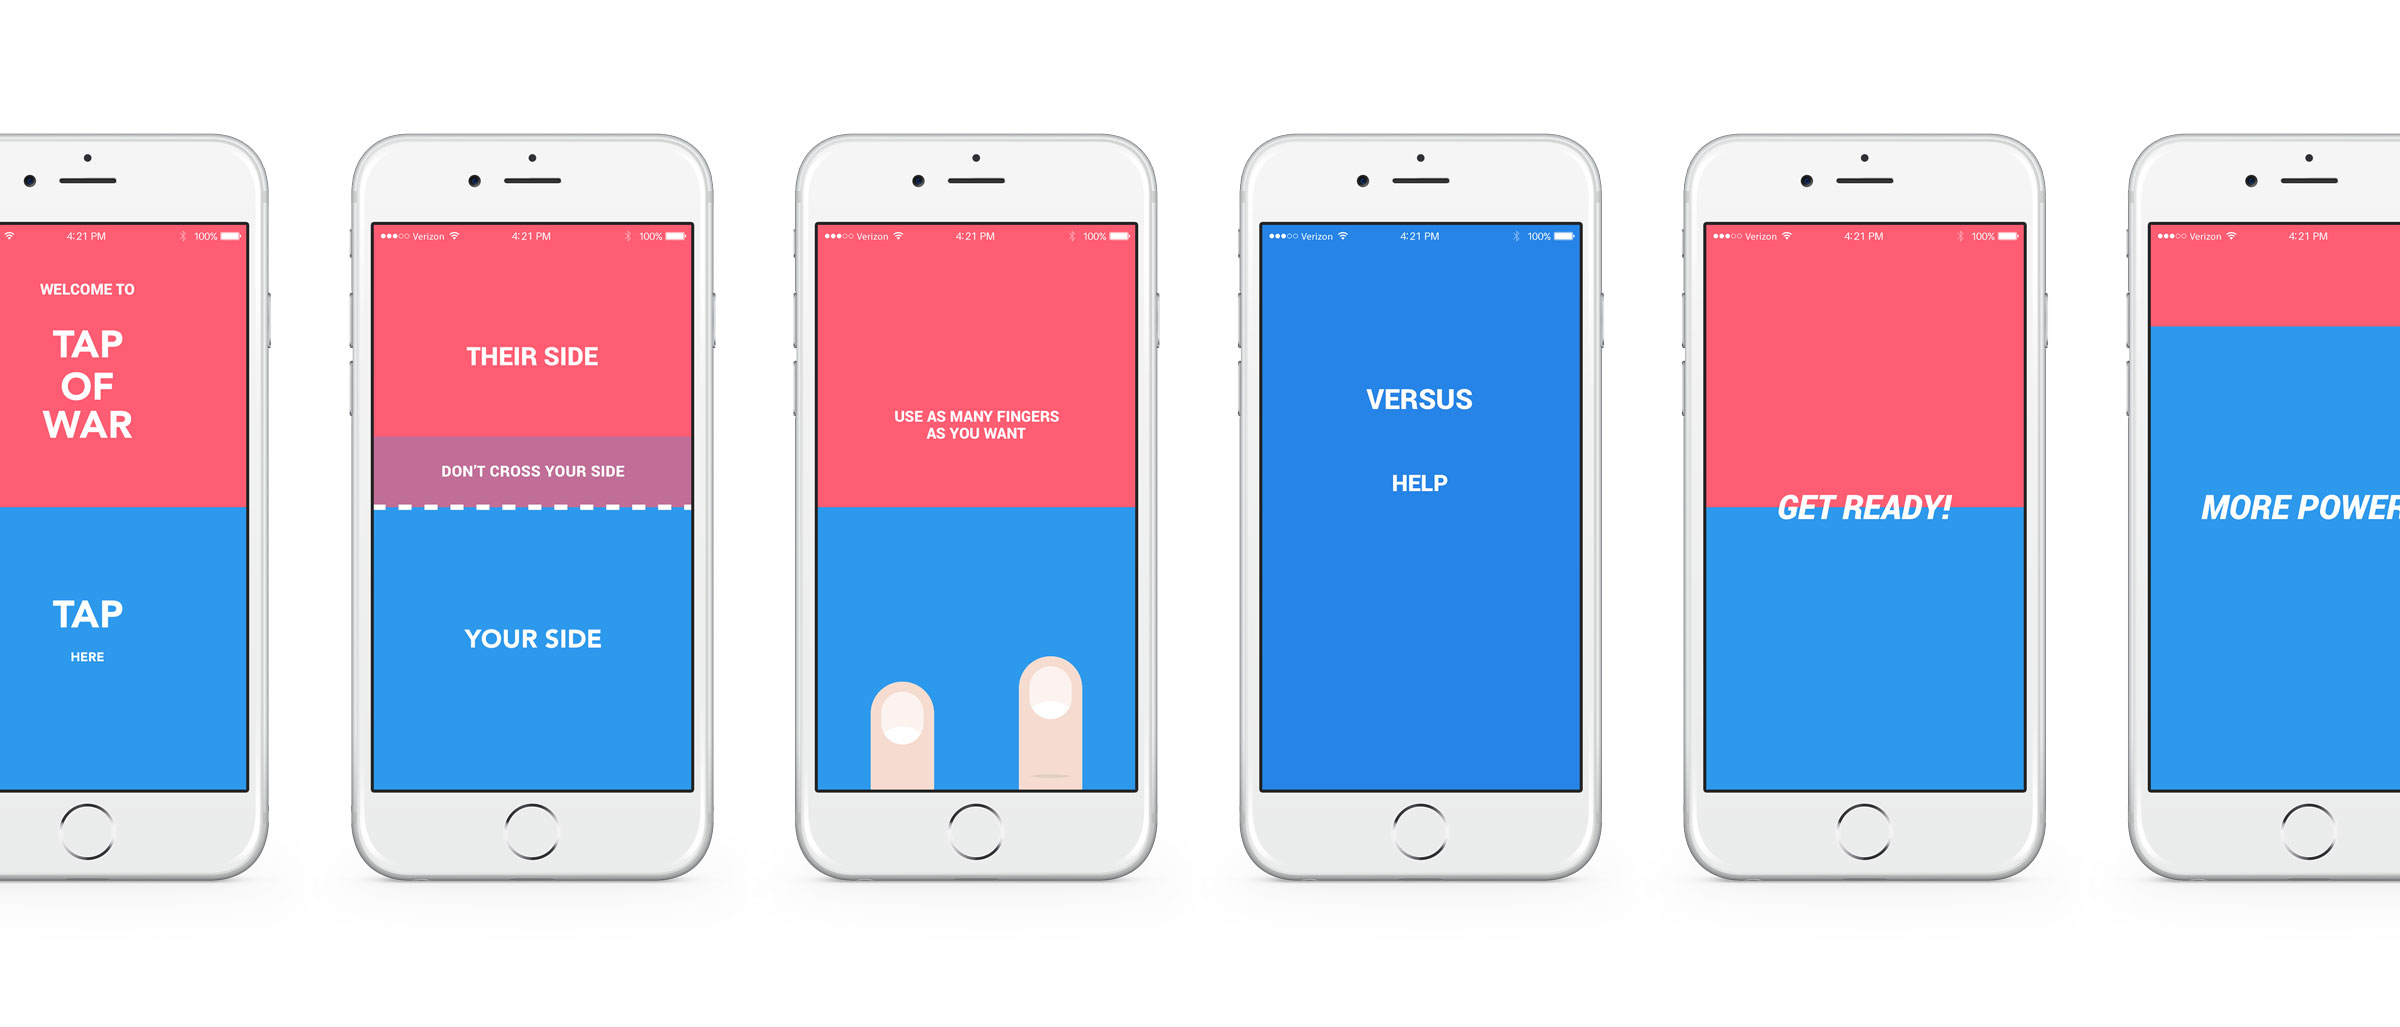 4:21 PM
100%
WELCOME TO
TAP
OF
WAR
TAP
HERE
Verizon
4:21 PM
100%
THEIR SIDE
DON'T CROSS YOUR SIDE
YOUR SIDE
Verizon
4:21 PM
100%
USE AS MANY FINGERS
AS YOU WANT
Verizon
4:21 PM
100%
VERSUS
HELP
Verizon
4:21 PM
100%
GET READY!
Verizon
4:21 PM
MORE POWER